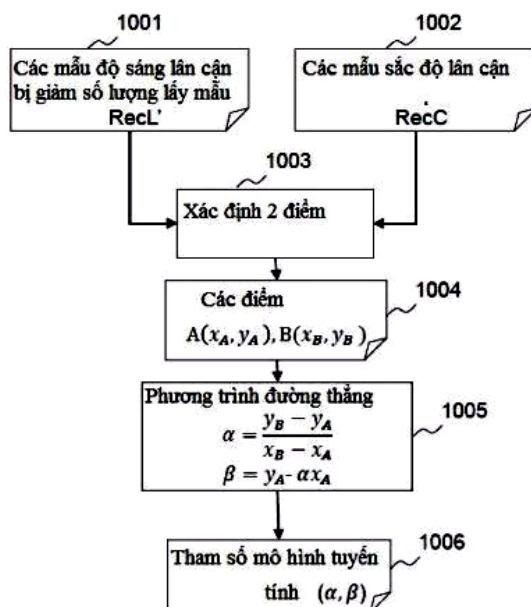 1001
Các mẫu độ sáng lân cận
bị giảm số lượng lấy mẫu
RecL'
1002
Các mẫu sắc độ lân cận
RecC
1003
Xác định 2 điểm
1004
Các điểm
A(x_A, y_A), B(x_B, y_B)
1005
Phương trình đường thẳng
α = (y_B − y_A) / (x_B − x_A)
β = y_A - αx_A
1006
Tham số mô hình tuyến
tính (α, β)